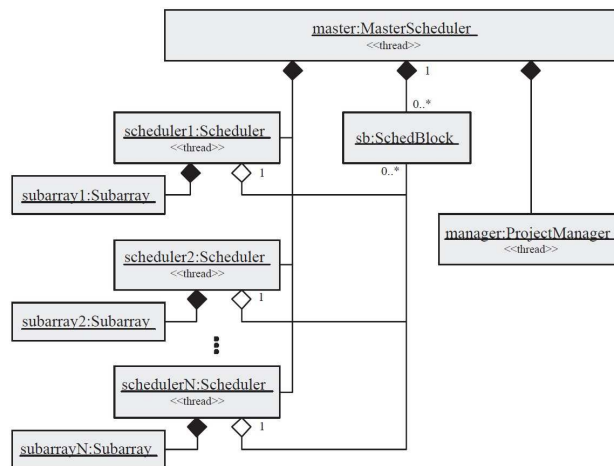 master:MasterScheduler
<<thread>>
1
0..*
scheduler1:Scheduler
<<thread>>
sb:SchedBlock
1
0..*
subarray1:Subarray
manager:ProjectManager
<<thread>>
scheduler2:Scheduler
<<thread>>
1
subarray2:Subarray
schedulerN:Scheduler
<<thread>>
1
subarrayN:Subarray